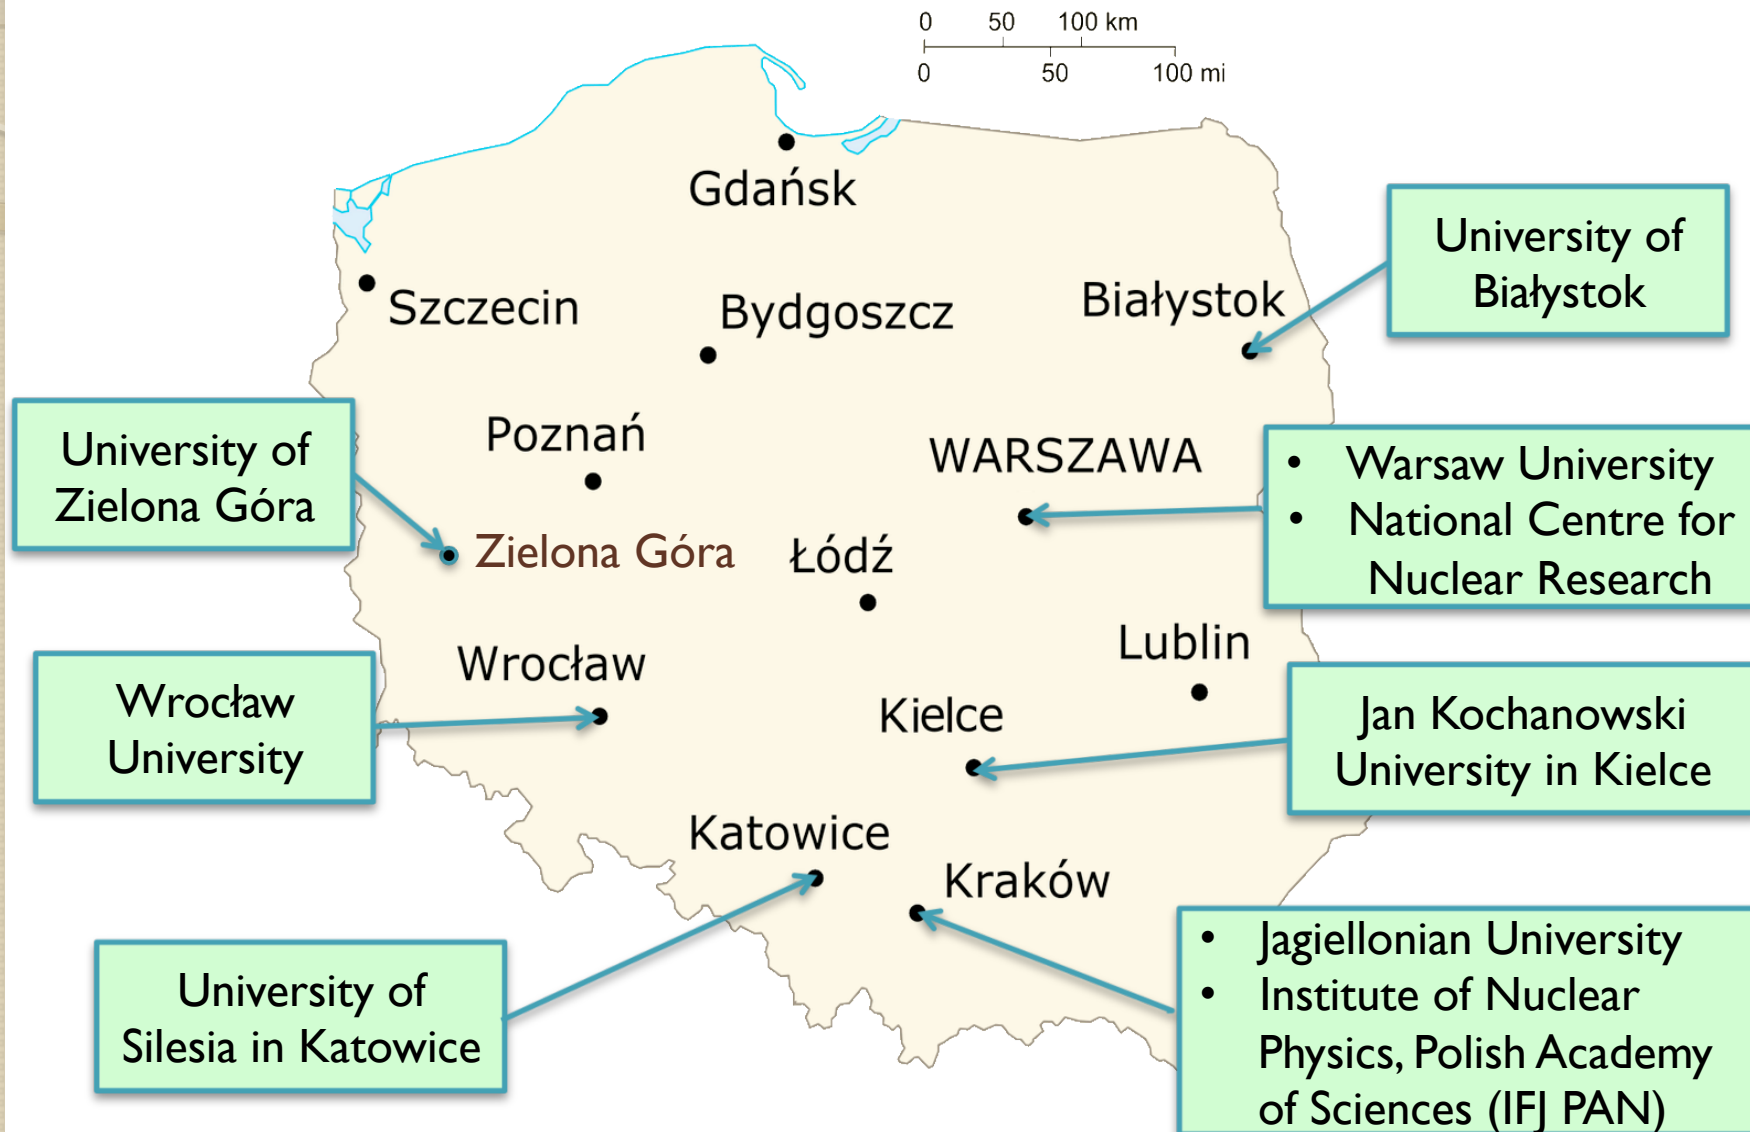 0 50 100 km
0 50 100 mi
Gdańsk
University of
Białystok
Szczecin
Bydgoszcz
Białystok
University of
Zielona Góra
Poznań
WARSZAWA
• Warsaw University
• National Centre for
Nuclear Research
Zielona Góra
Łódź
Wrocław
University
Wrocław
Lublin
Kielce
Jan Kochanowski
University in Kielce
Katowice
Kraków
University of
Silesia in Katowice
• Jagiellonian University
• Institute of Nuclear
Physics, Polish Academy
of Sciences (IFJ PAN)